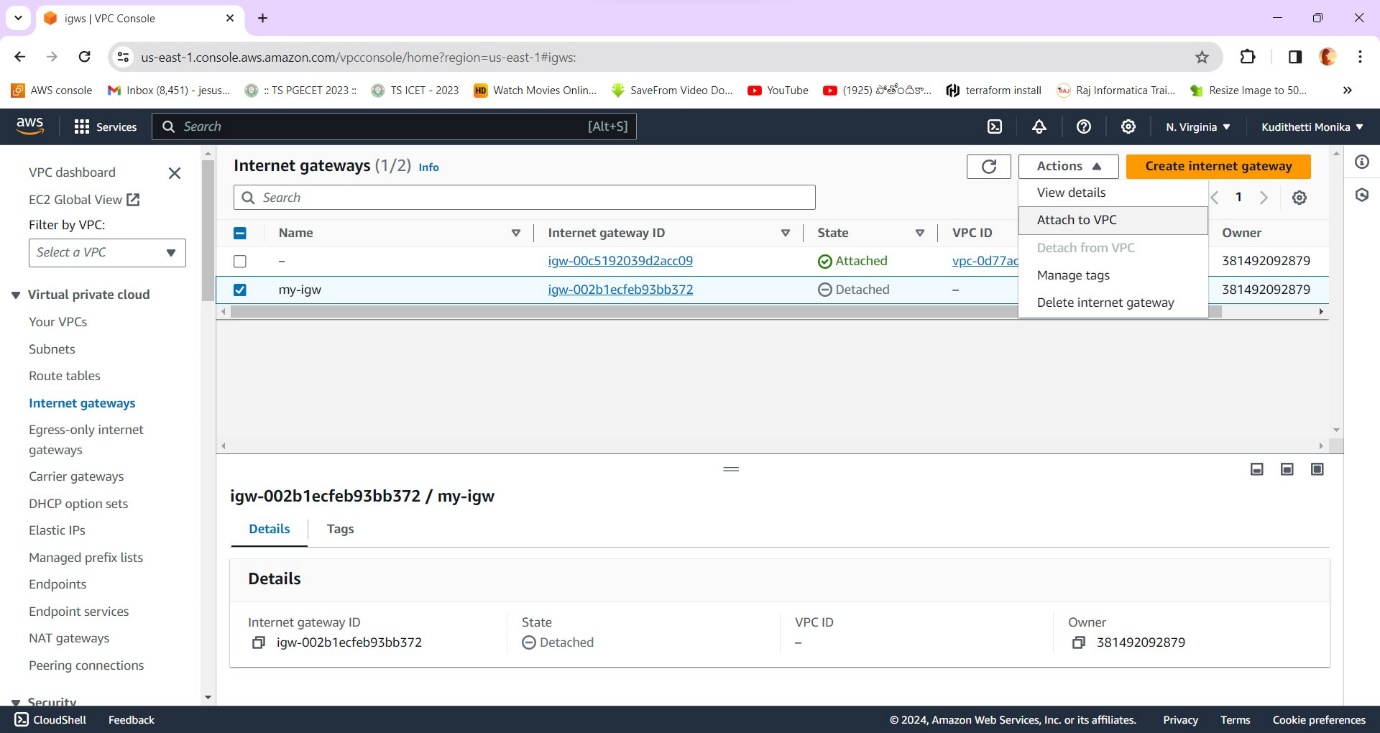 igws | VPC Console
us-east-1.console.aws.amazon.com/vpcconsole/home?region=us-east-1#igws:
AWS console
Inbox (8,451) - jesus...
:: TS PGECET 2023 ::
TS ICET - 2023
HD Watch Movies Onlin...
SaveFrom Video Do...
YouTube
(1925) పోతోందికా...
terraform install
Raj Informatica Trai...
Resize Image to 50...
aws
Services
Search
[Alt+S]
N. Virginia
Kudithetti Monika
VPC dashboard
EC2 Global View
Filter by VPC:
Select a VPC
Virtual private cloud
Your VPCs
Subnets
Route tables
Internet gateways
Egress-only internet
gateways
Carrier gateways
DHCP option sets
Elastic IPs
Managed prefix lists
Endpoints
Endpoint services
NAT gateways
Peering connections
Security
Internet gateways (1/2) Info
Actions
Create internet gateway
Search
1
View details
Attach to VPC
Detach from VPC
Manage tags
Delete internet gateway
Name Internet gateway ID State VPC ID Owner
– igw-00c5192039d2acc09 Attached vpc-0d77ac 381492092879
my-igw igw-002b1ecfeb93bb372 Detached – 381492092879
igw-002b1ecfeb93bb372 / my-igw
Details Tags
Details
Internet gateway ID State VPC ID Owner
igw-002b1ecfeb93bb372 Detached – 381492092879
CloudShell Feedback © 2024, Amazon Web Services, Inc. or its affiliates. Privacy Terms Cookie preferences